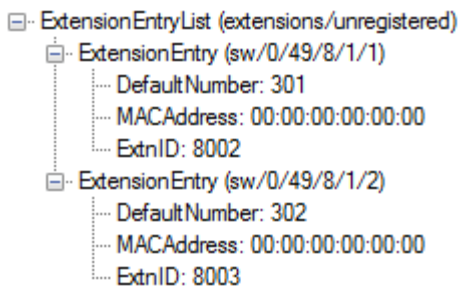 ExtensionEntryList (extensions/unregistered)
ExtensionEntry (sw/0/49/8/1/1)
DefaultNumber: 301
MACAddress: 00:00:00:00:00:00
ExtnID: 8002
ExtensionEntry (sw/0/49/8/1/2)
DefaultNumber: 302
MACAddress: 00:00:00:00:00:00
ExtnID: 8003